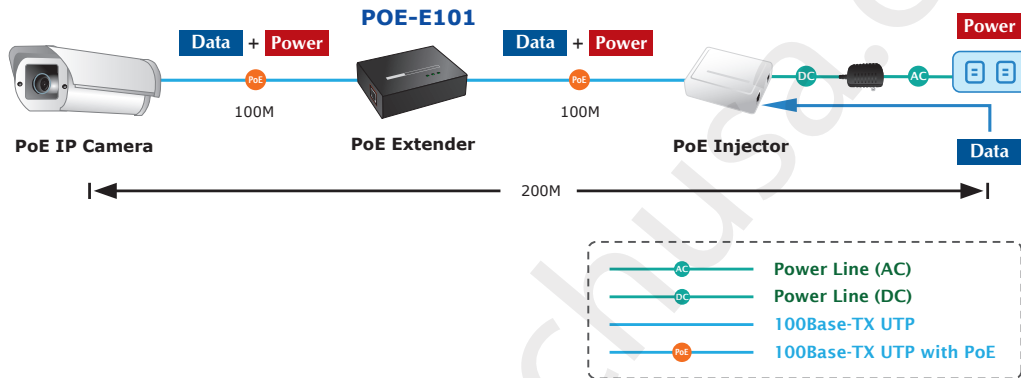 POE-E101
Data + Power
Data + Power
Power
PoE
PoE
DC
AC
100M
100M
PoE IP Camera
PoE Extender
PoE Injector
Data
200M
AC Power Line (AC)
DC Power Line (DC)
100Base-TX UTP
PoE 100Base-TX UTP with PoE